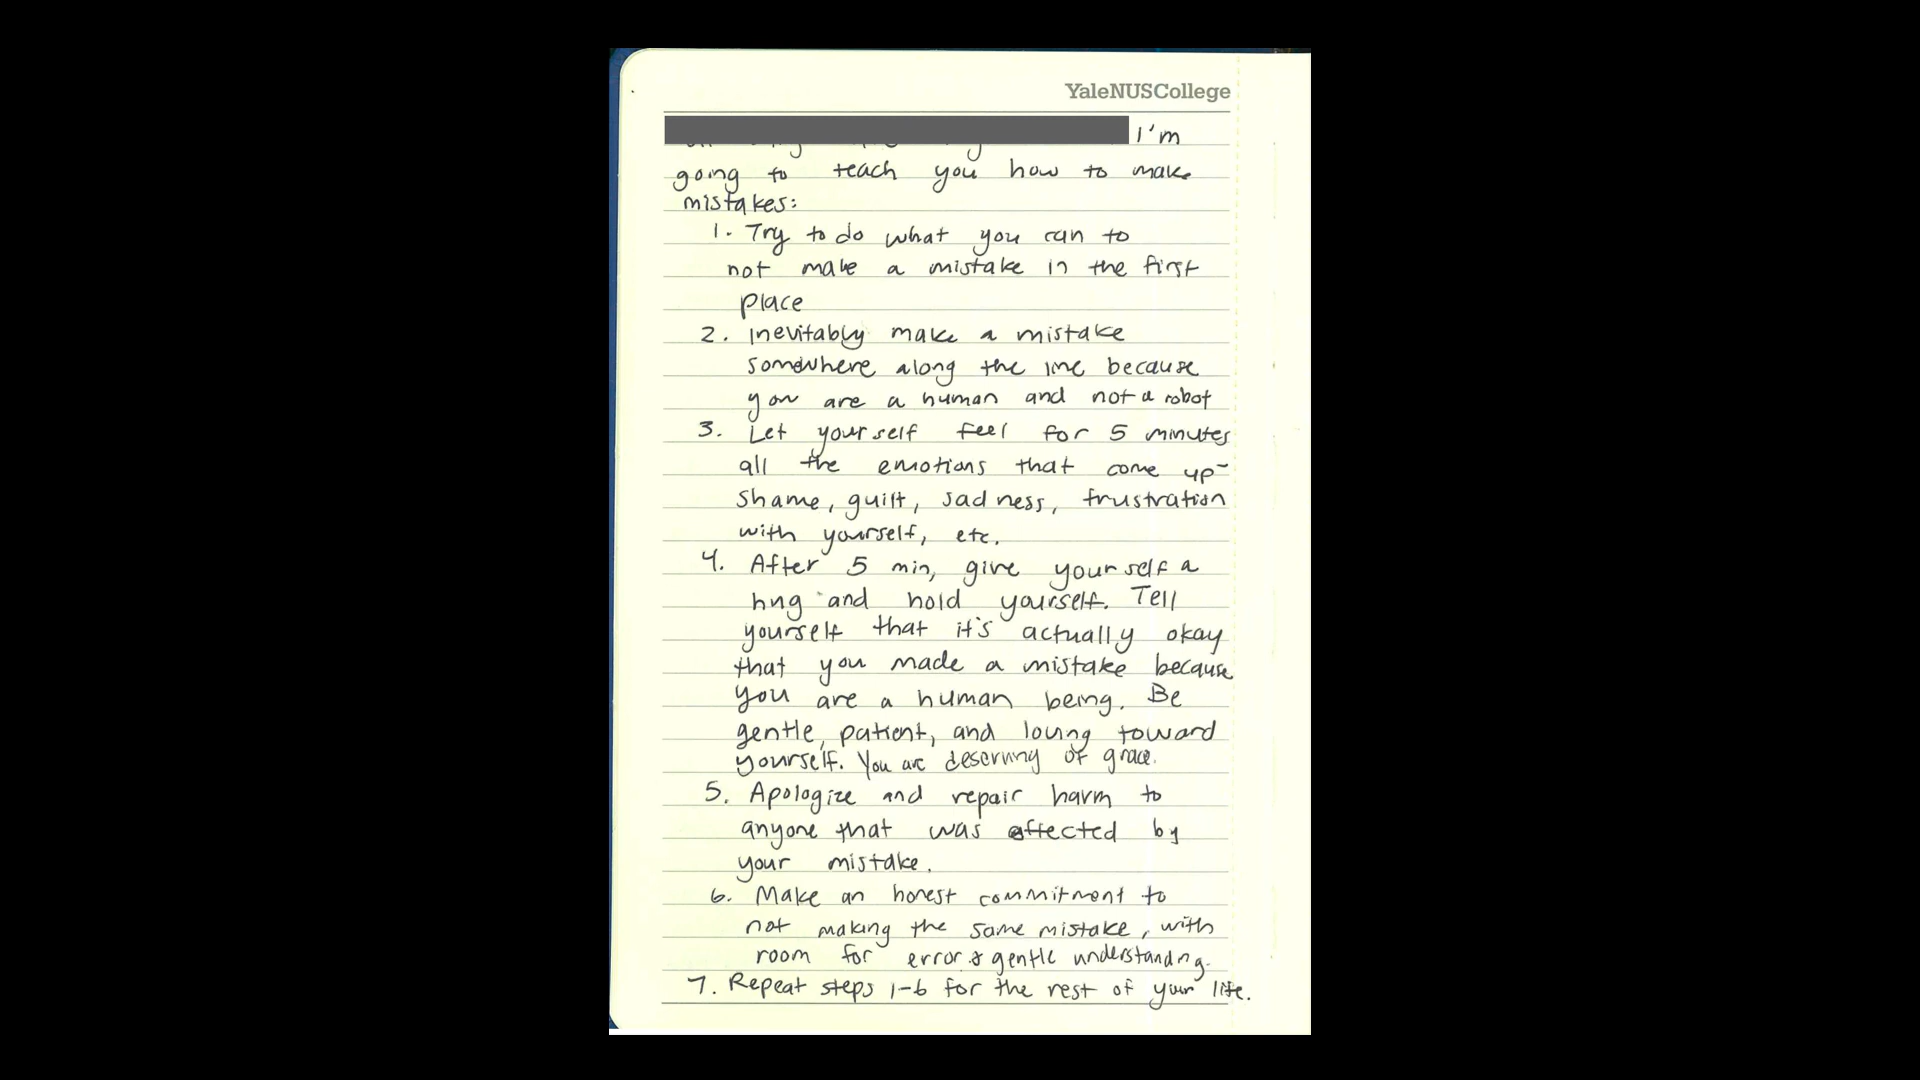 YaleNUSCollege
I'm
going to teach you how to make
mistakes:
1. Try to do what you can to
not make a mistake in the first
place
2. Inevitably make a mistake
somewhere along the line because
you are a human and not a robot
3. Let yourself feel for 5 minutes
all the emotions that come up-
shame, guilt, sadness, frustration
with yourself, etc.
4. After 5 min, give yourself a
hug and hold yourself. Tell
yourself that it's actually okay
that you made a mistake because
you are a human being. Be
gentle, patient, and loving toward
yourself. You are deserving of grace.
5. Apologize and repair harm to
anyone that was affected by
your mistake.
6. Make an honest commitment to
not making the same mistake, with
room for error & gentle understanding.
7. Repeat steps 1-6 for the rest of your life.